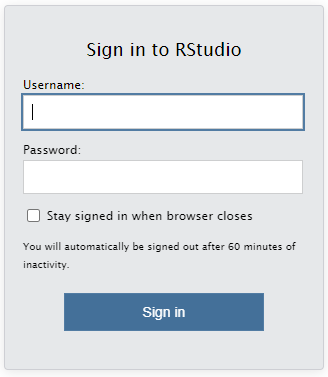 Sign in to RStudio
Username:
Password:
Stay signed in when browser closes
You will automatically be signed out after 60 minutes of
inactivity.
Sign in